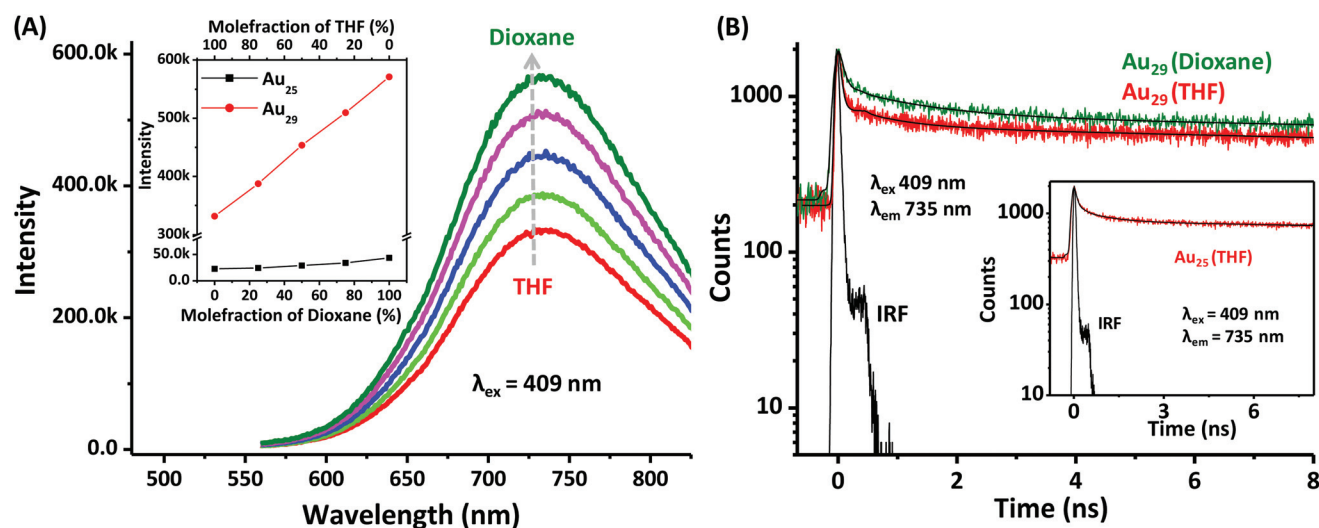 (A)
Molefraction of THF (%)
100 80 60 40 20 0
600k
500k
400k
300k
50.0k
0.0
Intensity
Au25
Au29
0 20 40 60 80 100
Molefraction of Dioxane (%)
600.0k
400.0k
200.0k
0.0
Intensity
Dioxane
THF
λex = 409 nm
500 550 600 650 700 750 800
Wavelength (nm)
(B)
1000
100
10
Counts
Au29 (Dioxane)
Au29 (THF)
λex 409 nm
λem 735 nm
IRF
0 2 4 6 8
Time (ns)
1000
100
10
Counts
Au25 (THF)
λex = 409 nm
λem = 735 nm
IRF
0 3 6
Time (ns)